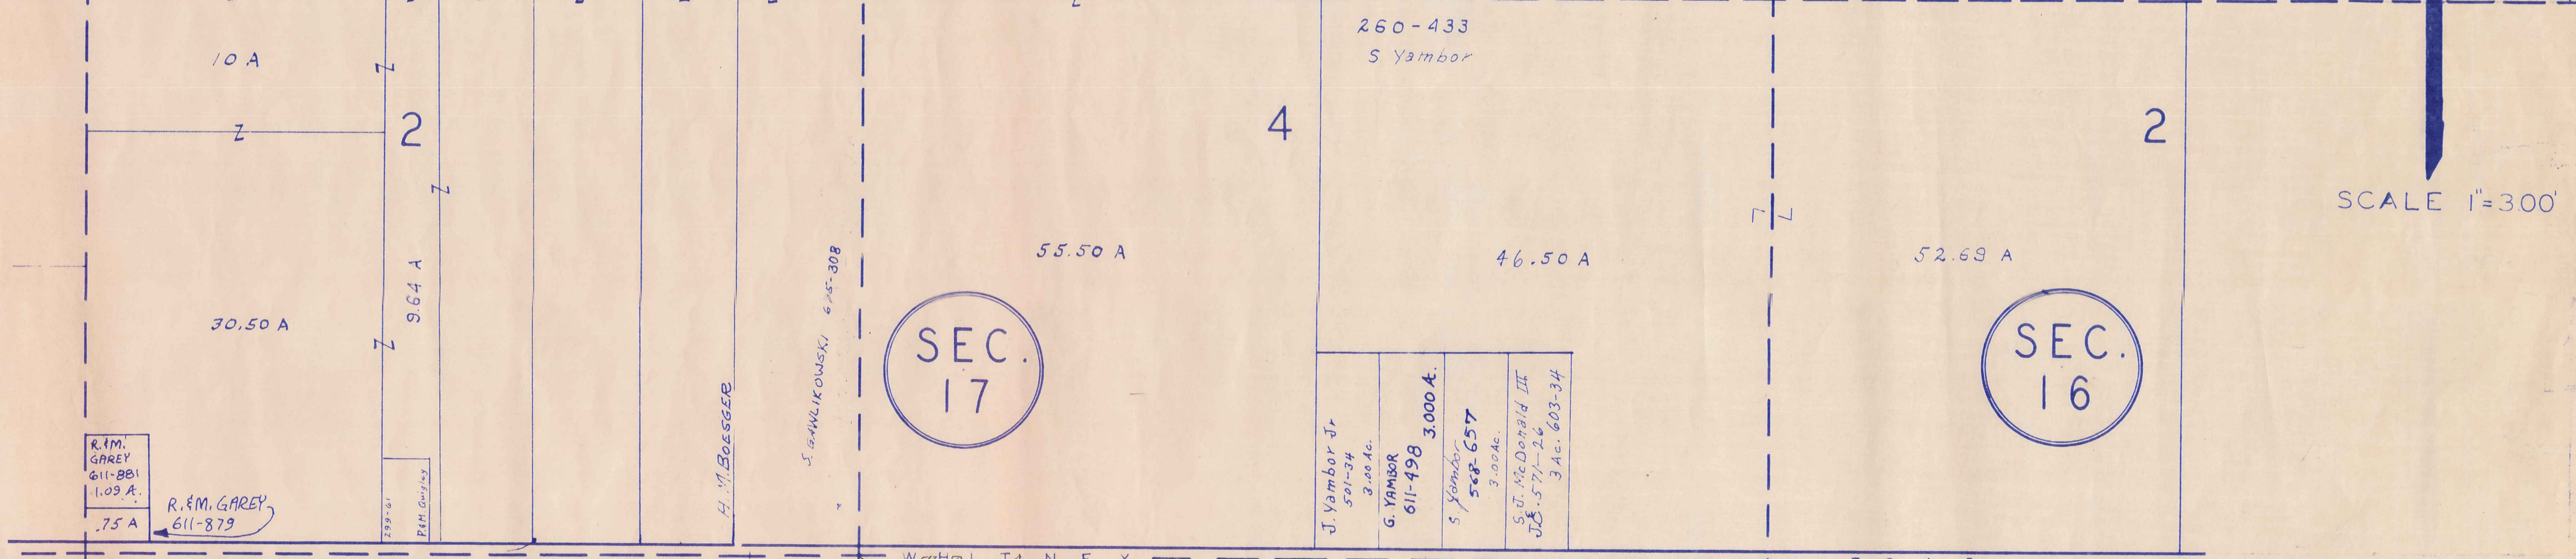 260-433
S Yambor
10 A
2
4
2
SCALE 1"=300'
55.50 A
46.50 A
52.69 A
9.64 A
30.50 A
S. GAWLIKOWSKI 675-308
SEC.
17
SEC.
16
H. M. BOESGER
R.&M.
GAREY
611-881
1.09 A.
.75 A
R.&M. GAREY
611-879
299-61
P.&M. Quigley
J. Yambor Jr
501-34
3.00 Ac.
G. YAMBOR
611-498
3.000 A.
S. Yambor
568-657
3.00 Ac.
S. J. McDonald III
J.E. 571-26
3 Ac. 603-34